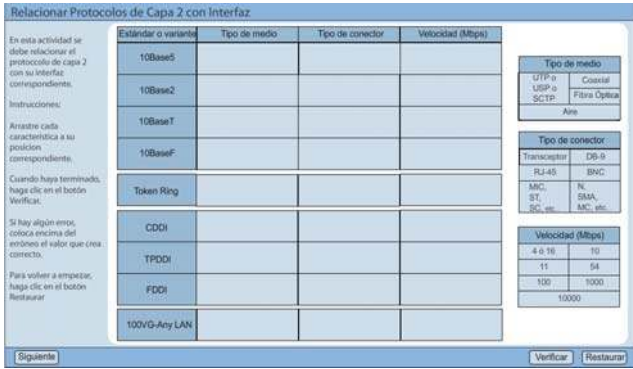 Relacionar Protocolos de Capa 2 con Interfaz
En esta actividad se
debe relacionar el
protocolo de capa 2
con su interfaz
correspondiente.
Instrucciones:
Arrastre cada
característica a su
posicion
correspondiente.
Cuando haya terminado,
haga clic en el botón
Verificar.
Si hay algún error,
coloca encima del
erróneo el valor que crea
correcto.
Para volver a empezar,
haga clic en el botón
Restaurar
Estándar o variante Tipo de medio Tipo de conector Velocidad (Mbps)
10Base5
10Base2
10BaseT
10BaseF
Token Ring
CDDI
TPDDI
FDDI
100VG-Any LAN
Tipo de medio
UTP o
USP o
SCTP
Coaxial
Fibra Óptica
Aire
Tipo de conector
Transceptor DB-9
RJ-45 BNC
MIC,
ST,
SC, etc.
N,
SMA,
MC, etc.
Velocidad (Mbps)
4 ó 16 10
11 54
100 1000
10000
Siguiente Verificar Restaurar